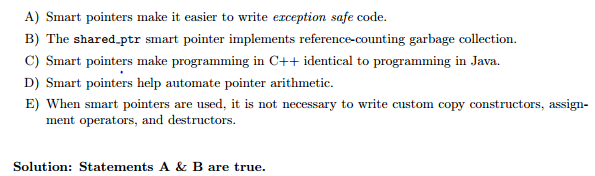 A) Smart pointers make it easier to write exception safe code.
B) The shared_ptr smart pointer implements reference-counting garbage collection.
C) Smart pointers make programming in C++ identical to programming in Java.
D) Smart pointers help automate pointer arithmetic.
E) When smart pointers are used, it is not necessary to write custom copy constructors, assign-
ment operators, and destructors.
Solution: Statements A & B are true.